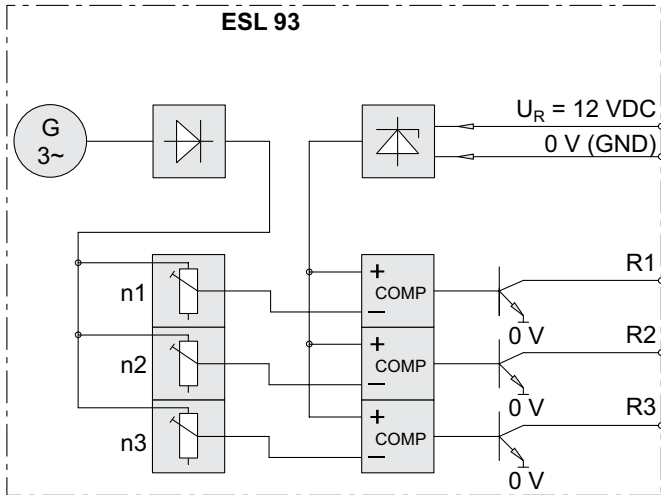 ESL 93
G
3~
U_R = 12 VDC
0 V (GND)
n1
+
COMP
−
R1
0 V
n2
+
COMP
−
R2
0 V
n3
+
COMP
−
R3
0 V